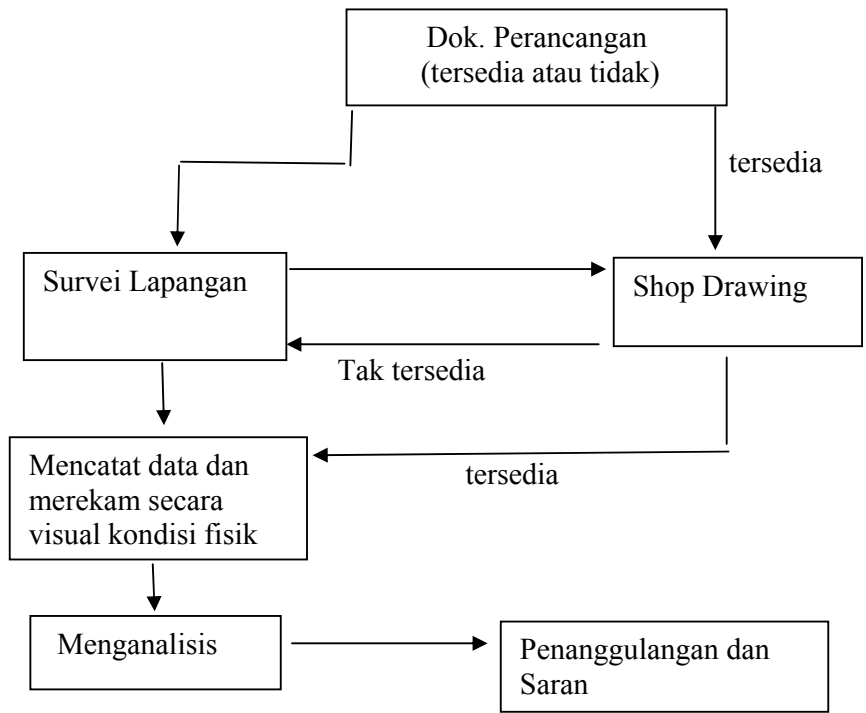 Dok. Perancangan
(tersedia atau tidak)
tersedia
Survei Lapangan
Shop Drawing
Tak tersedia
Mencatat data dan
merekam secara
visual kondisi fisik
tersedia
Menganalisis
Penanggulangan dan
Saran